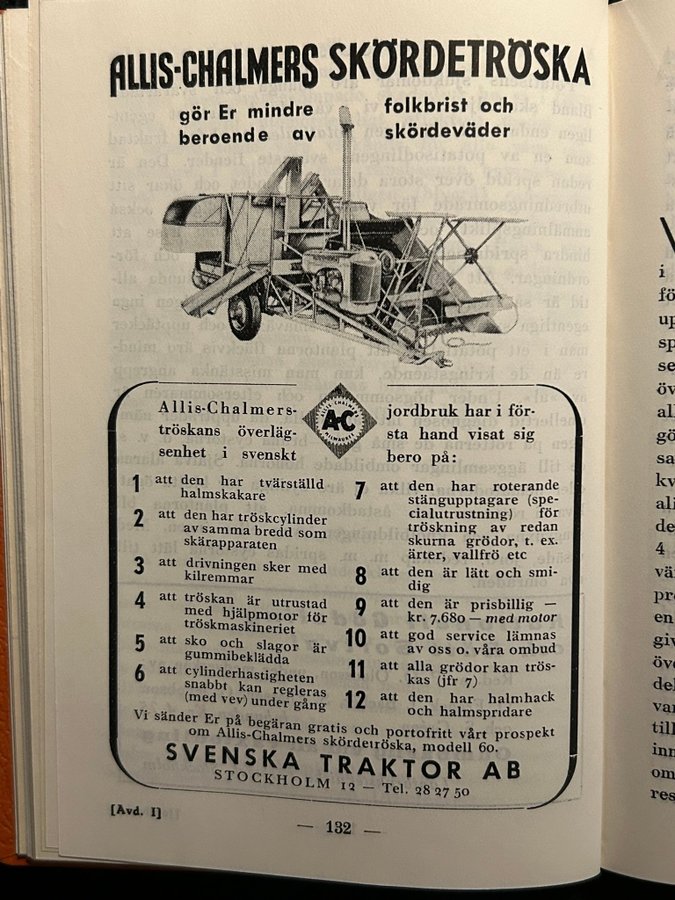 ALLIS-CHALMERS SKÖRDETRÖSKA
gör Er mindre
beroende av
folkbrist och
skördeväder
Allis-Chalmers-
tröskans överläg-
senhet i svenskt
ALLIS CHALMERS
A-C
MILWAUKEE
jordbruk har i för-
sta hand visat sig
bero på:
1 att den har tvärställd
halmskakare
2 att den har tröskcylinder
av samma bredd som
skärapparaten
3 att drivningen sker med
kilremmar
4 att tröskan är utrustad
med hjälpmotor för
tröskmaskineriet
5 att sko och slagor är
gummibeklädda
6 att cylinderhastigheten
snabbt kan regleras
(med vev) under gång
7 att den har roterande
stångupptagare (spe-
cialutrustning) för
tröskning av redan
skurna grödor, t. ex.
ärter, vallfrö etc
8 att den är lätt och smi-
dig
9 att den är prisbillig —
kr. 7.680 — med motor
10 att god service lämnas
av oss o. våra ombud
11 att alla grödor kan trös-
kas (jfr 7)
12 att den har halmhack
och halmspridare
Vi sänder Er på begäran gratis och portofritt vårt prospekt
om Allis-Chalmers skördetröska, modell 60.
SVENSKA TRAKTOR AB
STOCKHOLM 12 — Tel. 28 27 50
[Avd. I]
— 132 —